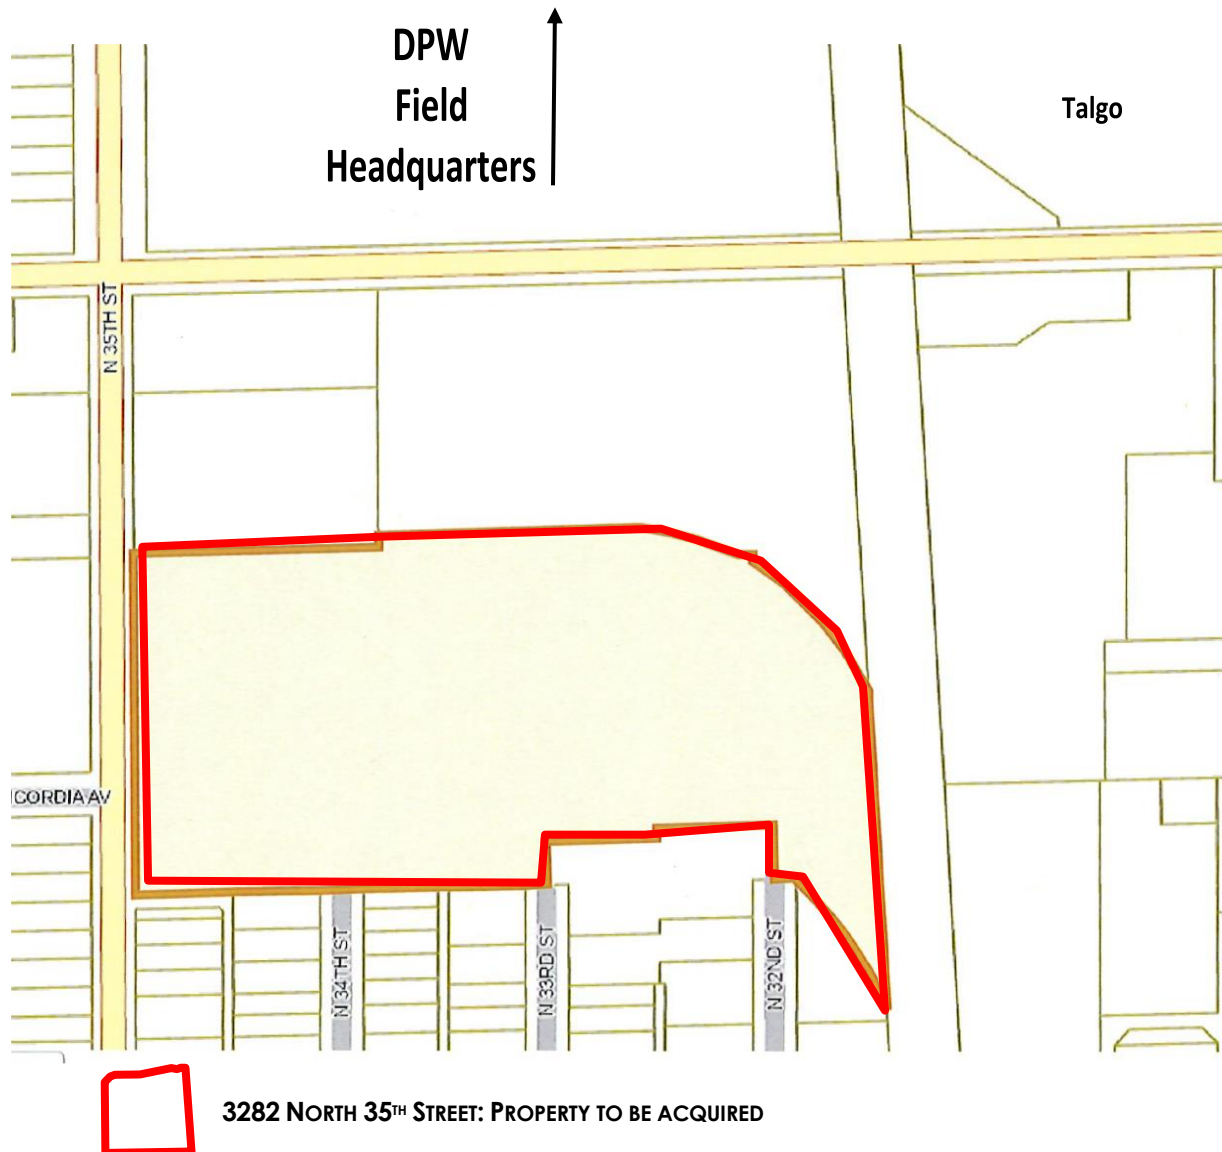 DPW
Field
Headquarters
Talgo
N 35TH ST
CORDIA AV
N 34TH ST
N 33RD ST
N 32ND ST
3282 NORTH 35TH STREET: PROPERTY TO BE ACQUIRED